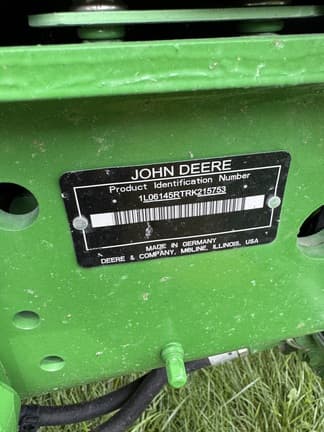 JOHN DEERE
Product Identification Number
1L06145RTRK215753
MADE IN GERMANY
DEERE & COMPANY, MOLINE, ILLINOIS, USA